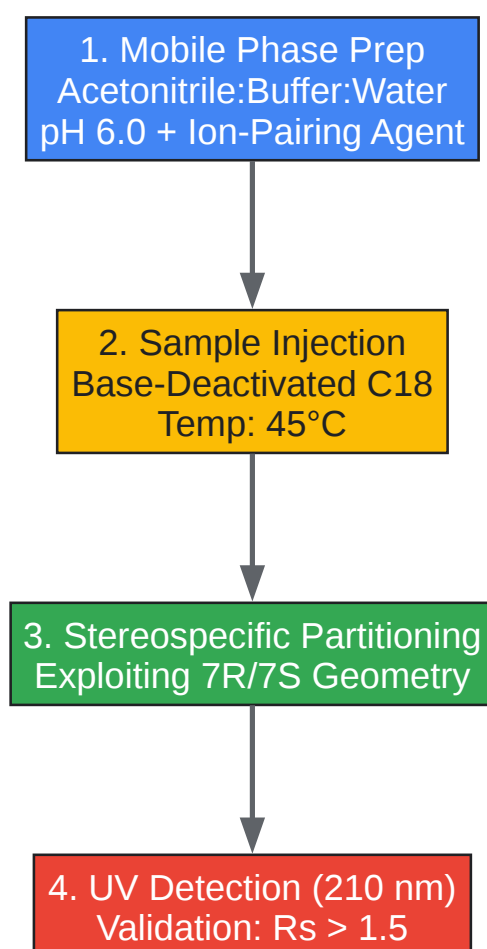 1. Mobile Phase Prep
Acetonitrile:Buffer:Water
pH 6.0 + Ion-Pairing Agent
2. Sample Injection
Base-Deactivated C18
Temp: 45°C
3. Stereospecific Partitioning
Exploiting 7R/7S Geometry
4. UV Detection (210 nm)
Validation: Rs > 1.5